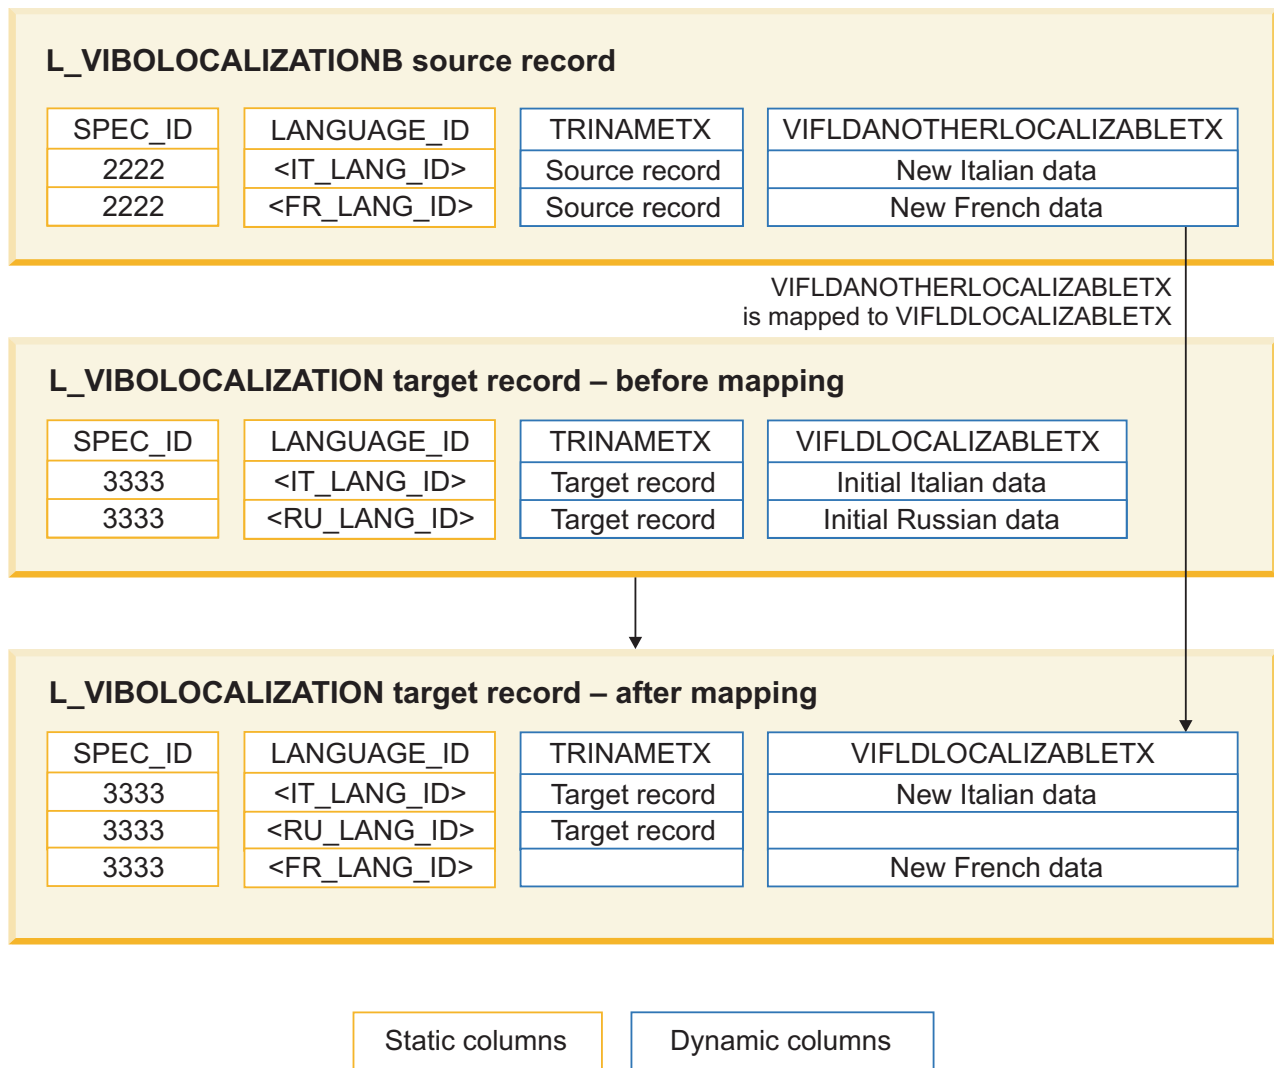 L_VIBOLOCALIZATIONB source record
SPEC_ID LANGUAGE_ID TRINAMETX VIFLDANOTHERLOCALIZABLETX
2222 <IT_LANG_ID> Source record New Italian data
2222 <FR_LANG_ID> Source record New French data
VIFLDANOTHERLOCALIZABLETX
is mapped to VIFLDLOCALIZABLETX
L_VIBOLOCALIZATION target record – before mapping
SPEC_ID LANGUAGE_ID TRINAMETX VIFLDLOCALIZABLETX
3333 <IT_LANG_ID> Target record Initial Italian data
3333 <RU_LANG_ID> Target record Initial Russian data
L_VIBOLOCALIZATION target record – after mapping
SPEC_ID LANGUAGE_ID TRINAMETX VIFLDLOCALIZABLETX
3333 <IT_LANG_ID> Target record New Italian data
3333 <RU_LANG_ID> Target record
3333 <FR_LANG_ID> New French data
Static columns Dynamic columns